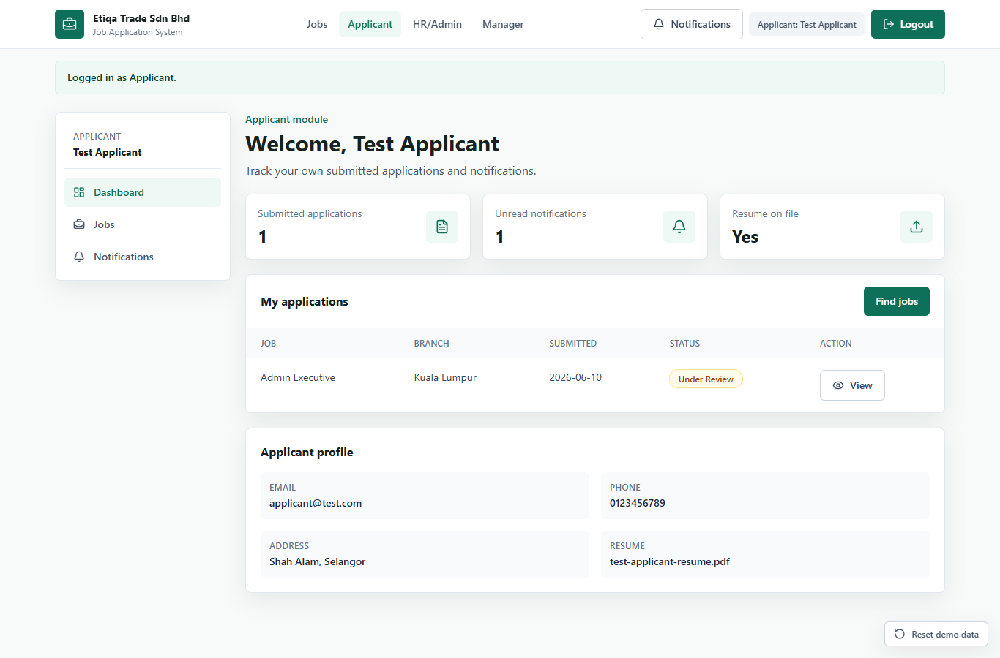 Etiqa Trade Sdn Bhd
Job Application System
Jobs
Applicant
HR/Admin
Manager
Notifications
Applicant: Test Applicant
Logout
Logged in as Applicant.
APPLICANT
Test Applicant
Dashboard
Jobs
Notifications
Applicant module
Welcome, Test Applicant
Track your own submitted applications and notifications.
Submitted applications
1
Unread notifications
1
Resume on file
Yes
My applications
Find jobs
JOB BRANCH SUBMITTED STATUS ACTION
Admin Executive Kuala Lumpur 2026-06-10 Under Review View
Applicant profile
EMAIL
applicant@test.com
PHONE
0123456789
ADDRESS
Shah Alam, Selangor
RESUME
test-applicant-resume.pdf
Reset demo data